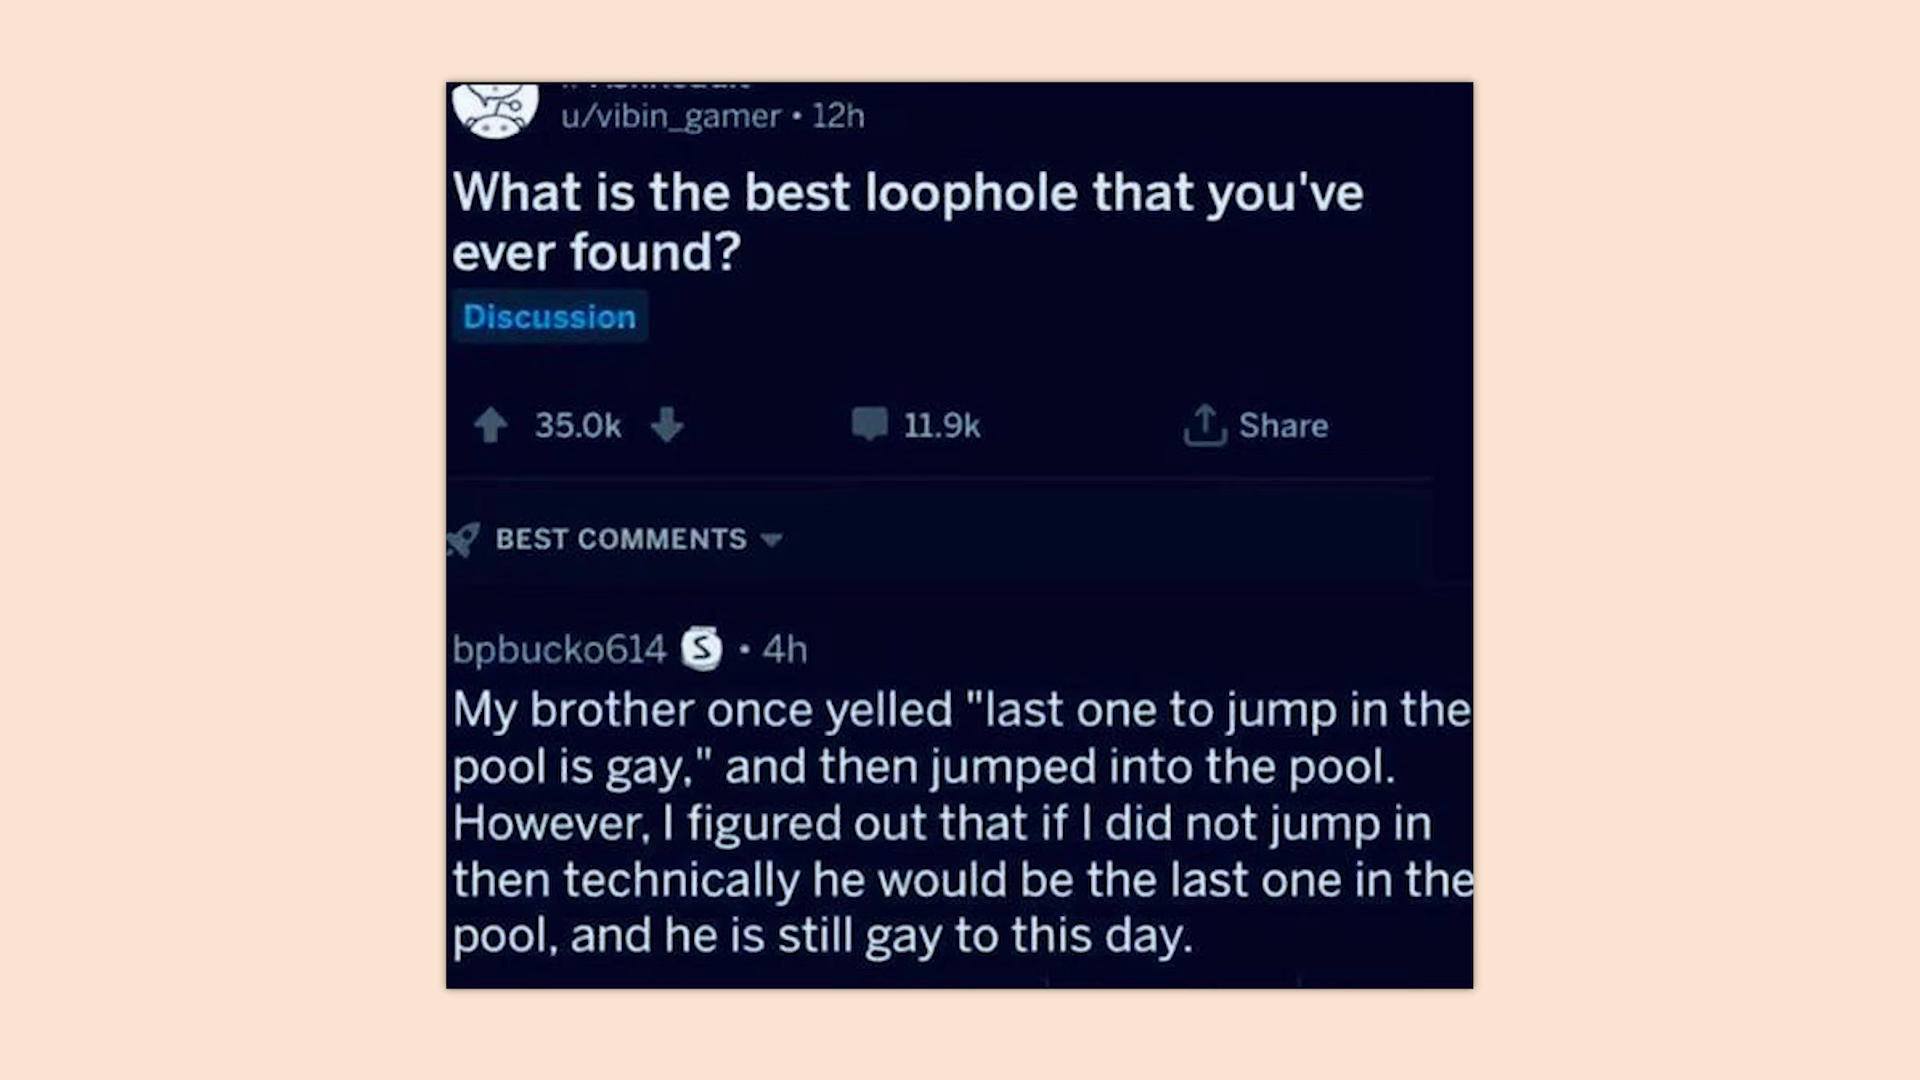 u/vibin_gamer • 12h
What is the best loophole that you've
ever found?
Discussion
35.0k
11.9k
Share
BEST COMMENTS
bpbucko614 S • 4h
My brother once yelled "last one to jump in the
pool is gay," and then jumped into the pool.
However, I figured out that if I did not jump in
then technically he would be the last one in the
pool, and he is still gay to this day.